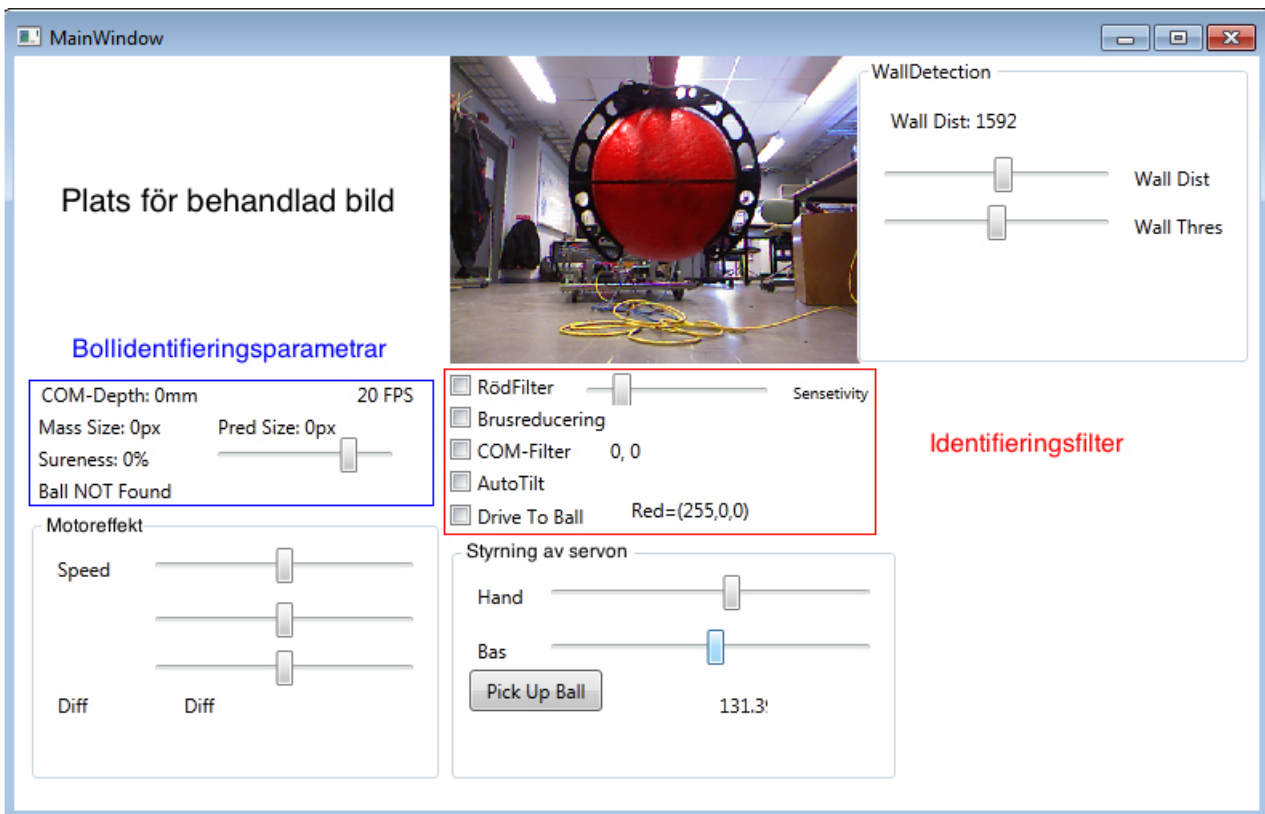 MainWindow
WallDetection
Wall Dist: 1592
Wall Dist
Wall Thres
Plats för behandlad bild
Bollidentifieringsparametrar
COM-Depth: 0mm 20 FPS
Mass Size: 0px Pred Size: 0px
Sureness: 0%
Ball NOT Found
RödFilter Sensetivity
Brusreducering
COM-Filter 0, 0
AutoTilt
Drive To Ball Red=(255,0,0)
Identifieringsfilter
Motoreffekt
Speed
Diff Diff
Styrning av servon
Hand
Bas
Pick Up Ball 131.3